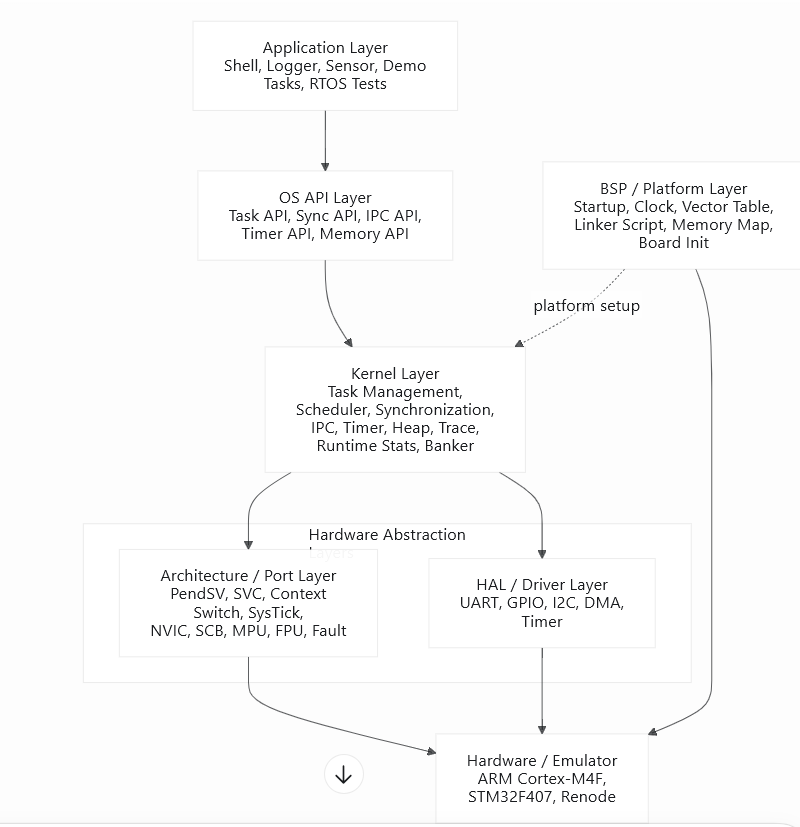 Application Layer
Shell, Logger, Sensor, Demo
Tasks, RTOS Tests
OS API Layer
Task API, Sync API, IPC API,
Timer API, Memory API
BSP / Platform Layer
Startup, Clock, Vector Table,
Linker Script, Memory Map,
Board Init
platform setup
Kernel Layer
Task Management,
Scheduler, Synchronization,
IPC, Timer, Heap, Trace,
Runtime Stats, Banker
Hardware Abstraction
Layers
Architecture / Port Layer
PendSV, SVC, Context
Switch, SysTick,
NVIC, SCB, MPU, FPU, Fault
HAL / Driver Layer
UART, GPIO, I2C, DMA,
Timer
Hardware / Emulator
ARM Cortex-M4F,
STM32F407, Renode